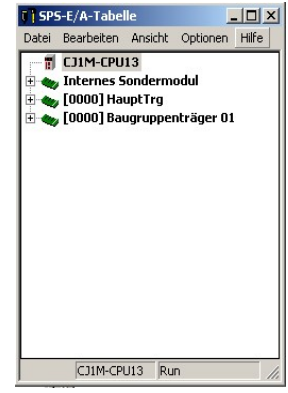 SPS-E/A-Tabelle
Datei Bearbeiten Ansicht Optionen Hilfe
CJ1M-CPU13
Internes Sondermodul
[0000] HauptTrg
[0000] Baugruppenträger 01
CJ1M-CPU13 Run